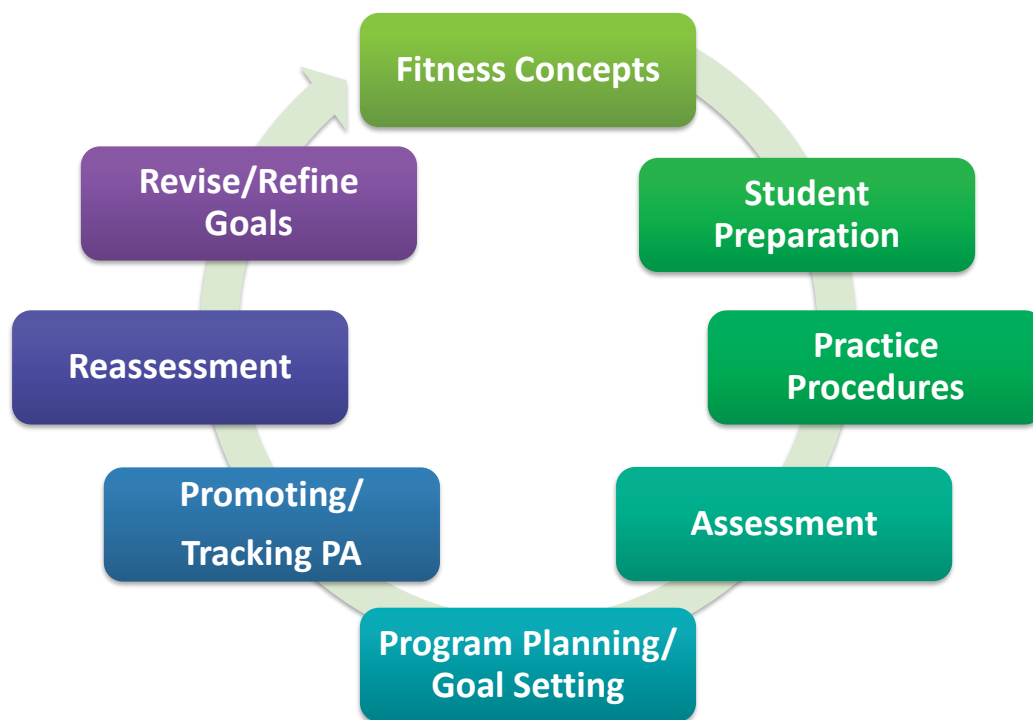 Fitness Concepts
Student
Preparation
Practice
Procedures
Assessment
Program Planning/
Goal Setting
Promoting/
Tracking PA
Reassessment
Revise/Refine
Goals